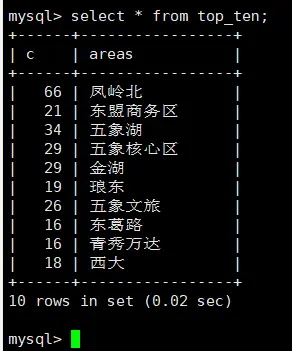 mysql> select * from top_ten;
+------+-----------------+
| c    | areas           |
+------+-----------------+
|   66 | 凤岭北          |
|   21 | 东盟商务区      |
|   34 | 五象湖          |
|   29 | 五象核心区      |
|   29 | 金湖            |
|   19 | 琅东            |
|   26 | 五象文旅        |
|   16 | 东葛路          |
|   16 | 青秀万达        |
|   18 | 西大            |
+------+-----------------+
10 rows in set (0.02 sec)
mysql>